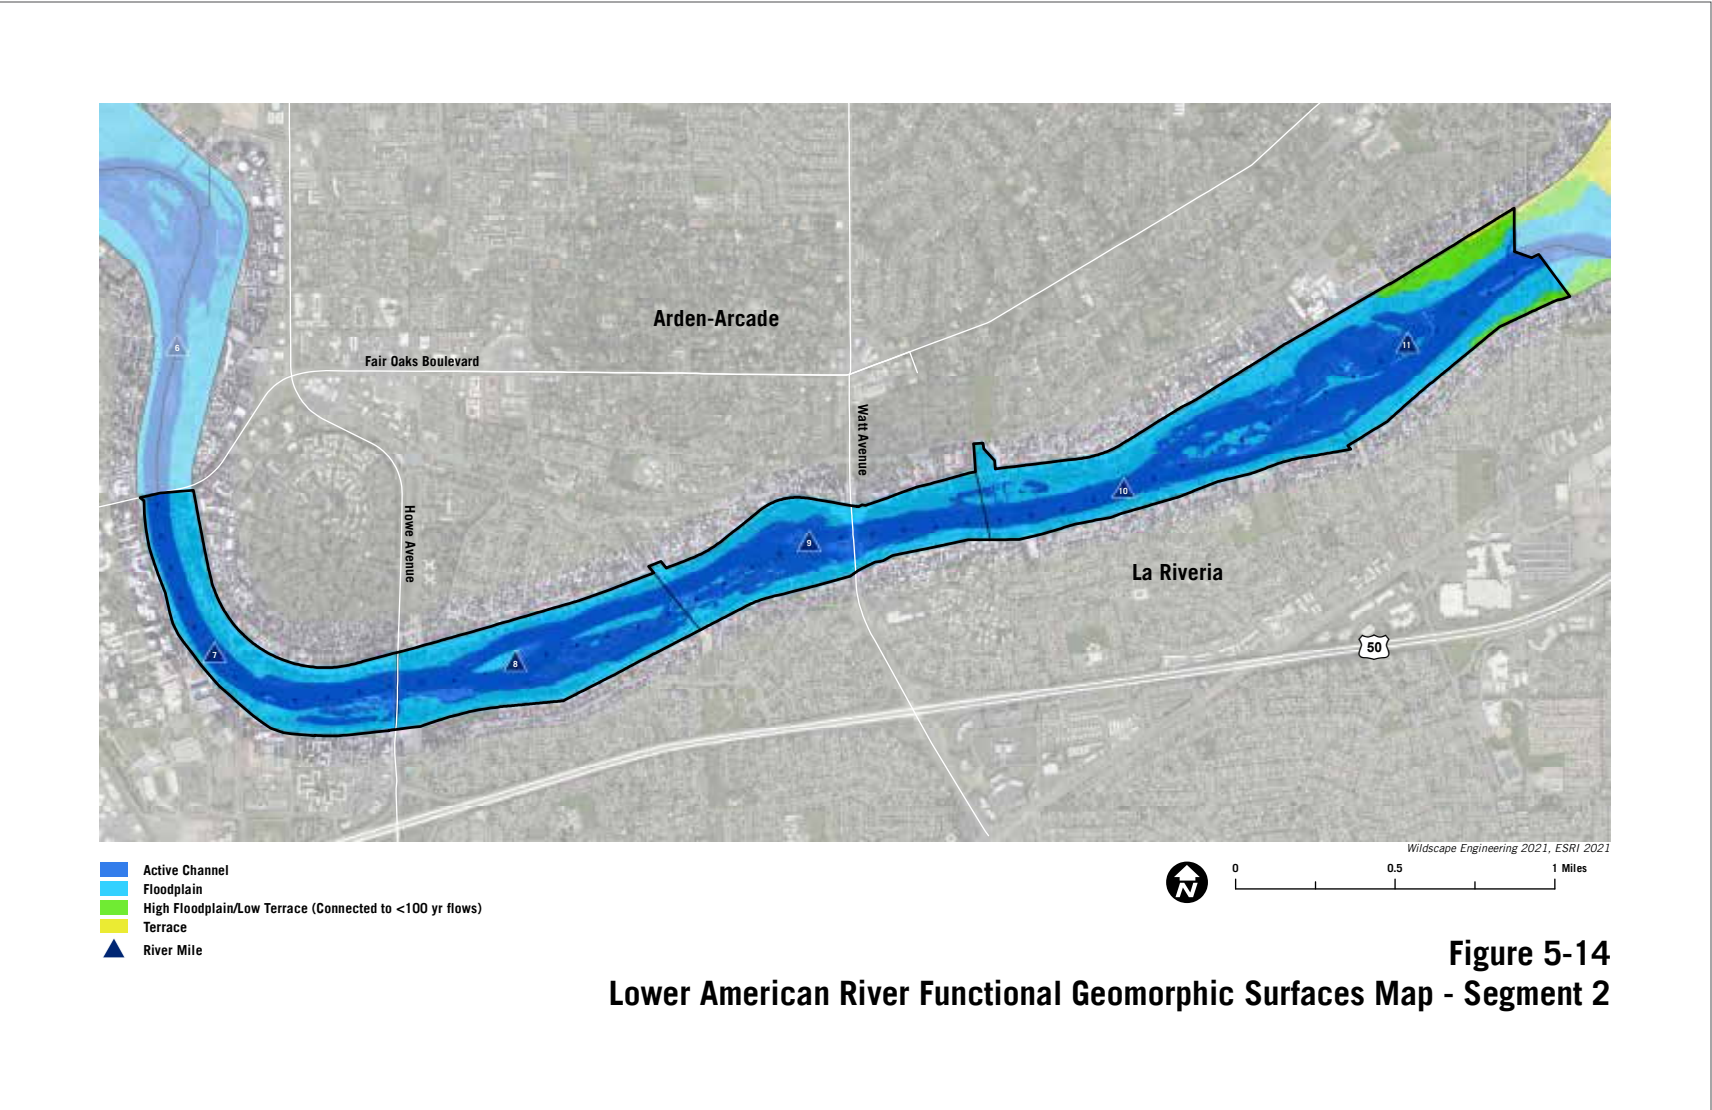 Arden-Arcade
6
11
Fair Oaks Boulevard
Watt Avenue
10
Howe Avenue
9
La Riveria
7
8
50
Wildscape Engineering 2021, ESRI 2021
Active Channel
Floodplain
High Floodplain/Low Terrace (Connected to <100 yr flows)
Terrace
River Mile
N
0 0.5 1 Miles
Figure 5-14
Lower American River Functional Geomorphic Surfaces Map - Segment 2